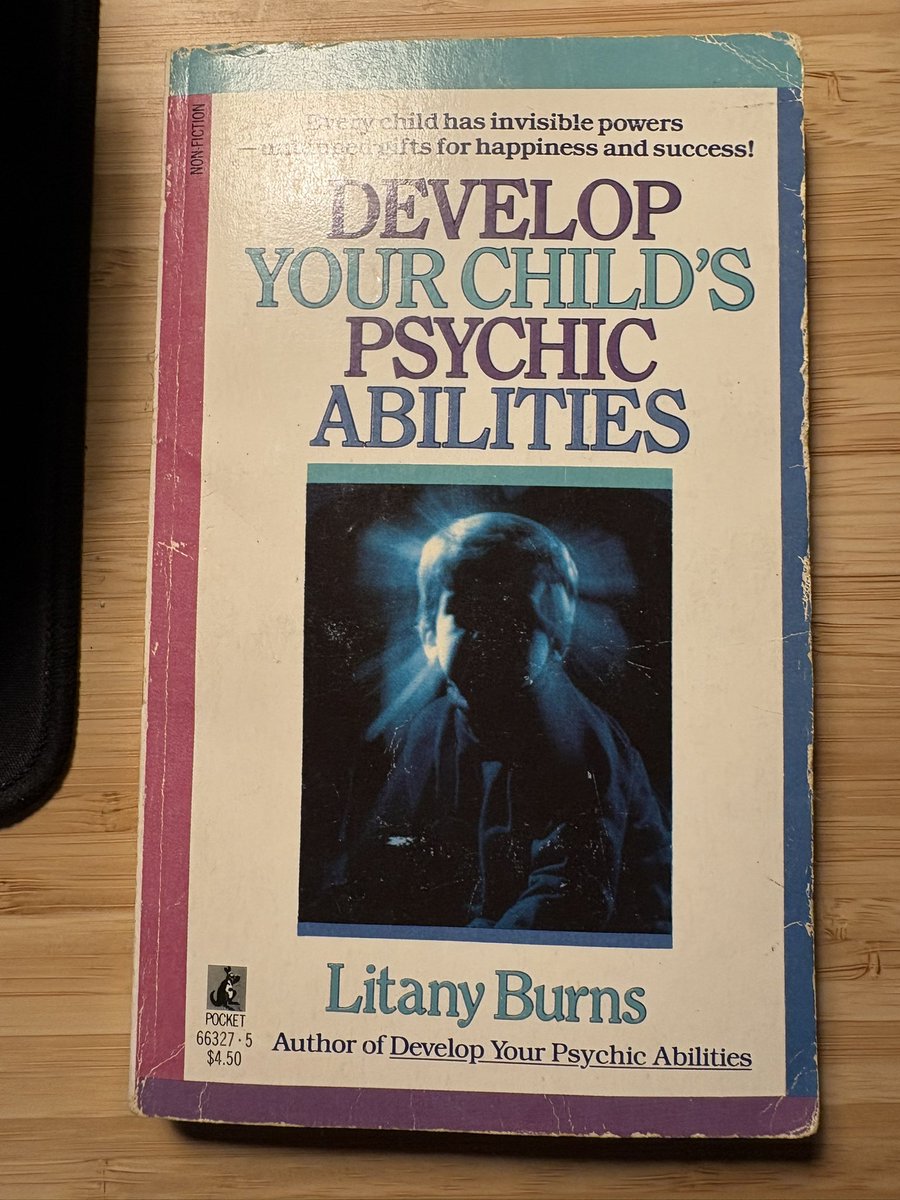 NON-FICTION
Every child has invisible powers
—untapped gifts for happiness and success!
DEVELOP
YOUR CHILD'S
PSYCHIC
ABILITIES
Litany Burns
Author of Develop Your Psychic Abilities
POCKET
66327·5
$4.50